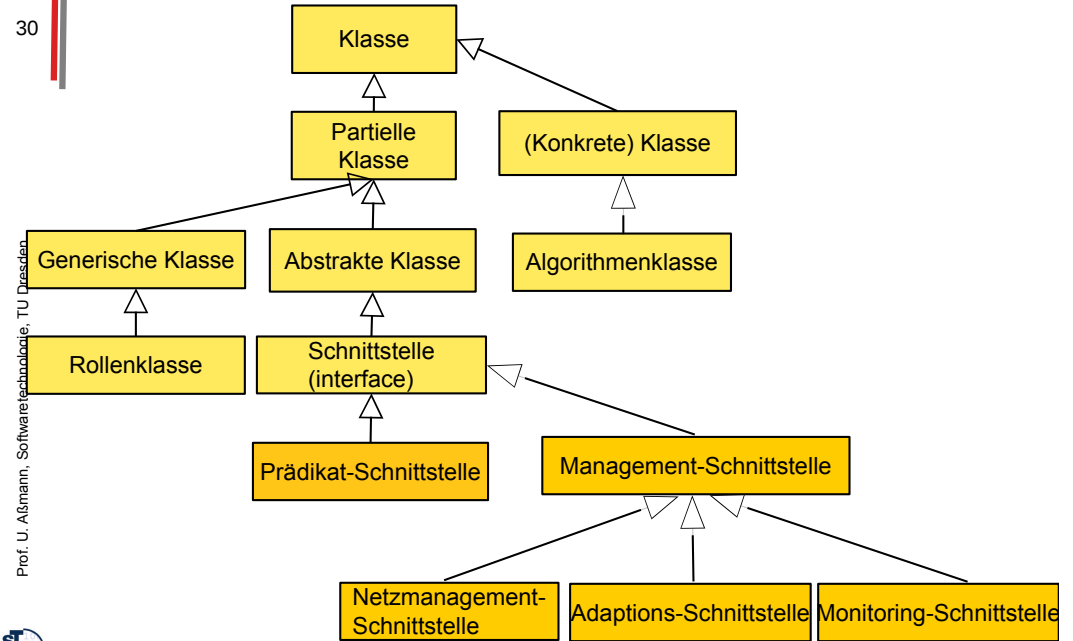 30
Klasse
Partielle
Klasse
(Konkrete) Klasse
Generische Klasse
Abstrakte Klasse
Algorithmenklasse
Rollenklasse
Schnittstelle
(interface)
Prädikat-Schnittstelle
Management-Schnittstelle
Netzmanagement-
Schnittstelle
Adaptions-Schnittstelle
Monitoring-Schnittstelle
Prof. U. Aßmann, Softwaretechnologie, TU Dresden
ST